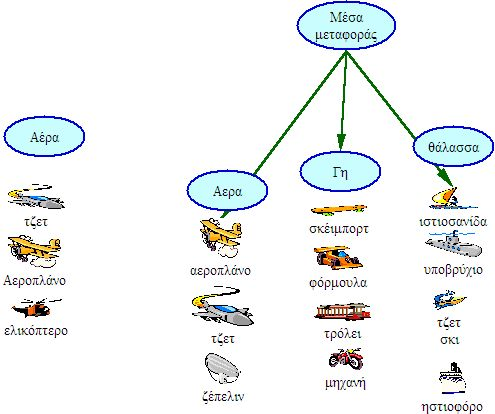 Μέσα
μεταφοράς
Αέρα
τζετ
Αεροπλάνο
ελικόπτερο
Αερα
αεροπλάνο
τζετ
ζέπελιν
Γη
σκέιμπορτ
φόρμουλα
τρόλει
μηχανή
θάλασσα
ιστιοσανίδα
υποβρύχιο
τζετ
σκι
ηστιοφόρο